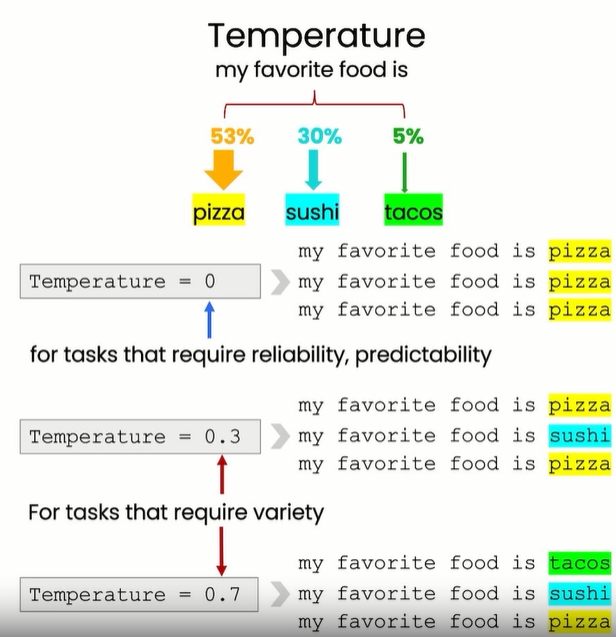 Temperature
my favorite food is
53% 30% 5%
pizza sushi tacos
my favorite food is pizza
Temperature = 0 my favorite food is pizza
my favorite food is pizza
for tasks that require reliability, predictability
my favorite food is pizza
Temperature = 0.3 my favorite food is sushi
my favorite food is pizza
For tasks that require variety
my favorite food is tacos
Temperature = 0.7 my favorite food is sushi
my favorite food is pizza